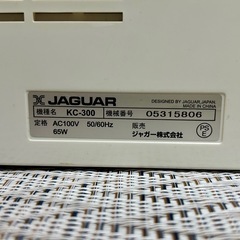 JAGUAR
DESIGNED BY JAGUAR,JAPAN.
MADE IN CHINA
機種名 KC-300 機械番号 05315806
定格 AC100V 50/60Hz 販売
65W ジャガー株式会社
PS
E